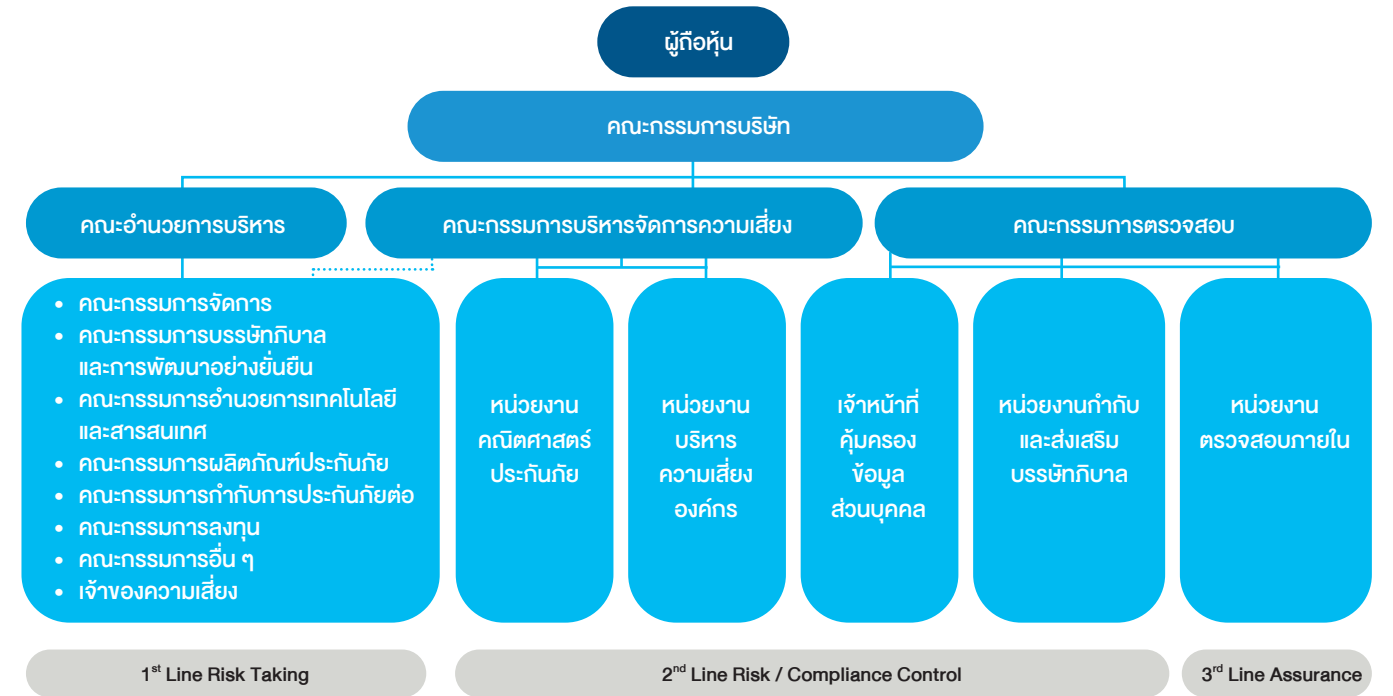 ผู้ถือหุ้น
คณะกรรมการบริษัท
คณะอำนวยการบริหาร
คณะกรรมการบริหารจัดการความเสี่ยง
คณะกรรมการตรวจสอบ
• คณะกรรมการจัดการ
• คณะกรรมการบรรษัทภิบาล
และการพัฒนาอย่างยั่งยืน
• คณะกรรมการอำนวยการเทคโนโลยี
และสารสนเทศ
• คณะกรรมการผลิตภัณฑ์ประกันภัย
• คณะกรรมการกำกับการประกันภัยต่อ
• คณะกรรมการลงทุน
• คณะกรรมการอื่น ๆ
• เจ้าของความเสี่ยง
หน่วยงาน
คณิตศาสตร์
ประกันภัย
หน่วยงาน
บริหาร
ความเสี่ยง
องค์กร
เจ้าหน้าที่
คุ้มครอง
ข้อมูล
ส่วนบุคคล
หน่วยงานกำกับ
และส่งเสริม
บรรษัทภิบาล
หน่วยงาน
ตรวจสอบภายใน
1st Line Risk Taking
2nd Line Risk / Compliance Control
3rd Line Assurance